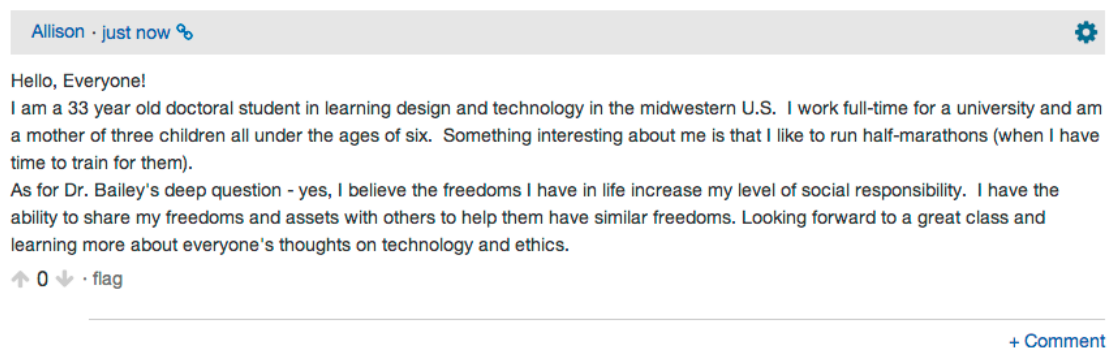 Allison · just now
Hello, Everyone!
I am a 33 year old doctoral student in learning design and technology in the midwestern U.S.  I work full-time for a university and am
a mother of three children all under the ages of six.  Something interesting about me is that I like to run half-marathons (when I have
time to train for them).
As for Dr. Bailey's deep question - yes, I believe the freedoms I have in life increase my level of social responsibility.  I have the
ability to share my freedoms and assets with others to help them have similar freedoms. Looking forward to a great class and
learning more about everyone's thoughts on technology and ethics.
0 · flag
+ Comment